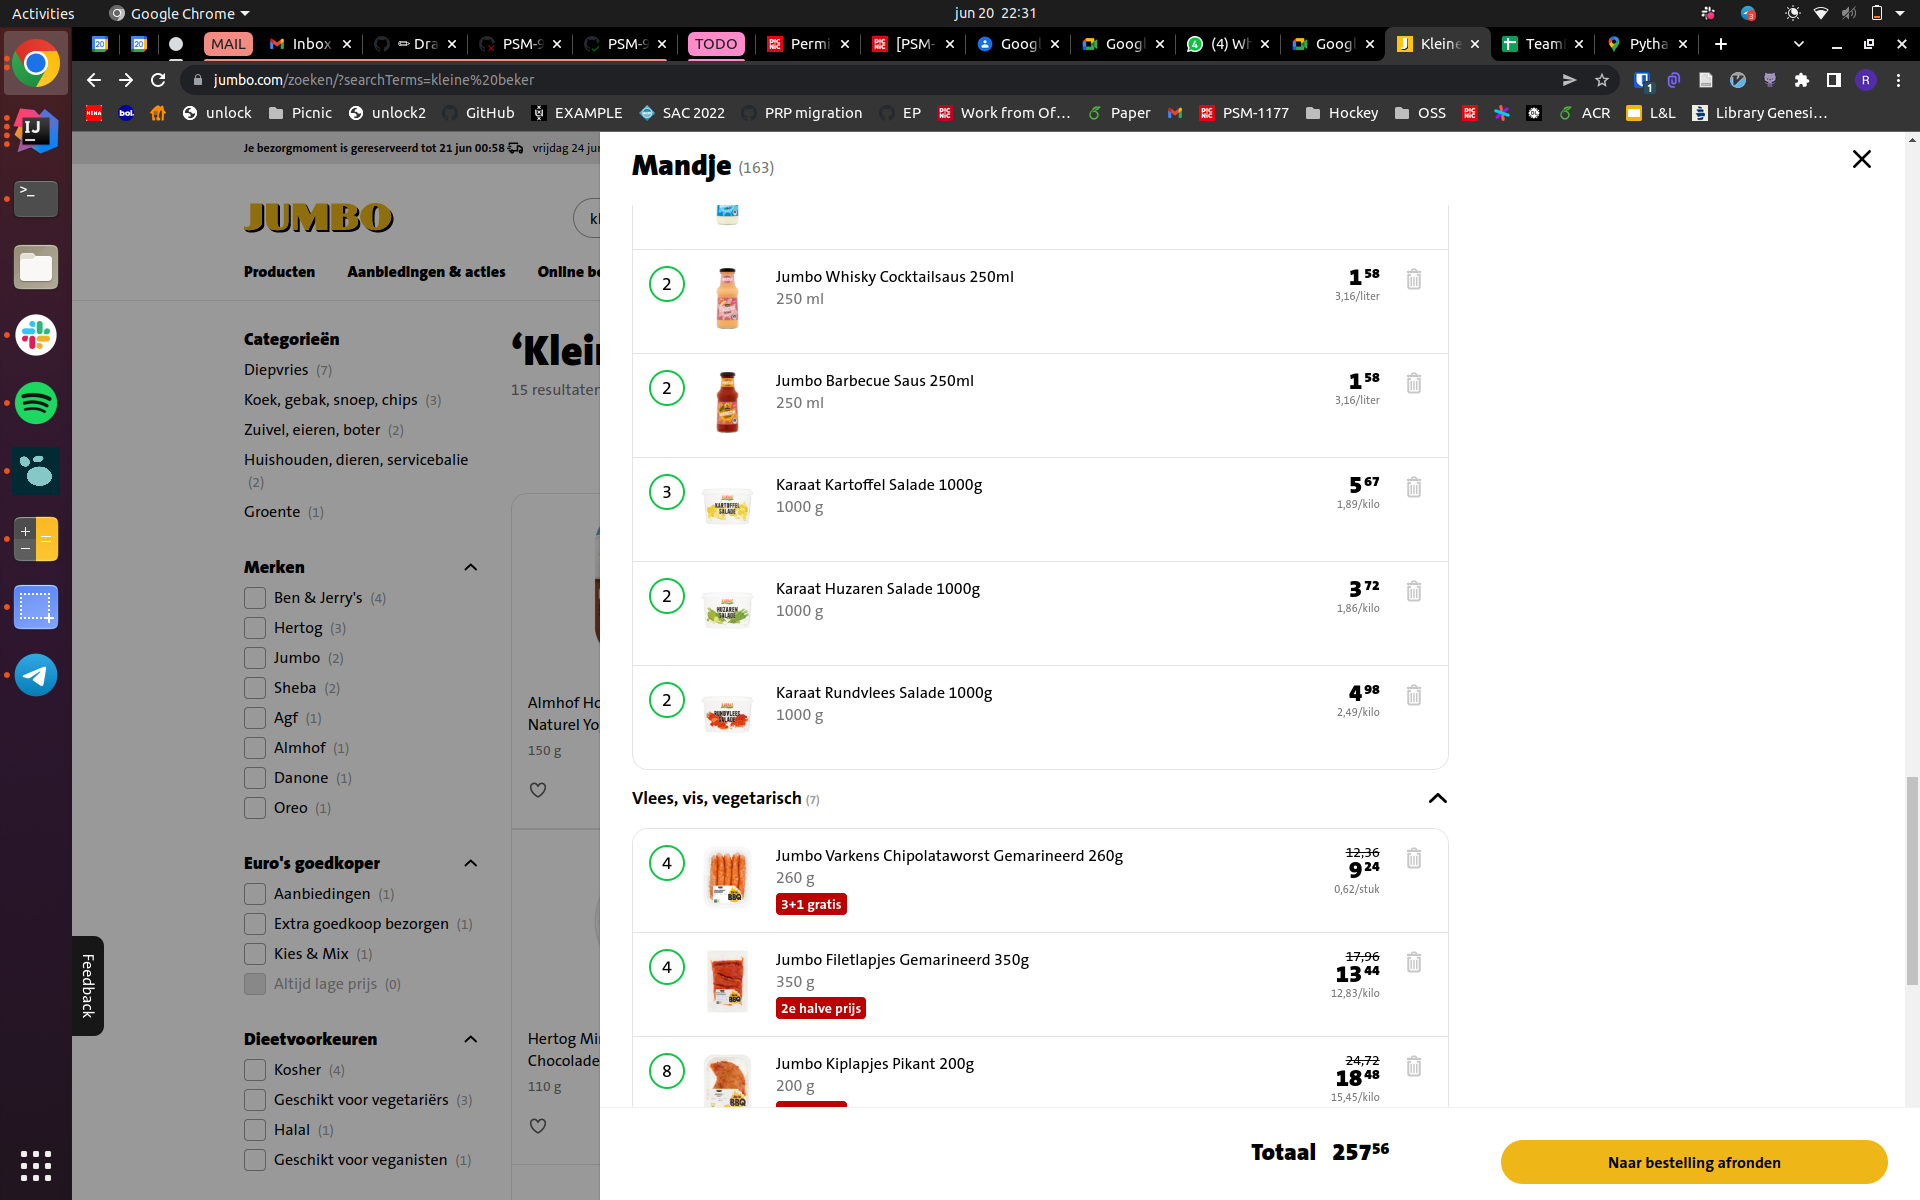 Activities
Google Chrome
jun 20 22:31
MAIL
Inbox
Dra
PSM-9
PSM-9
TODO
Permi
[PSM-
Googl
Googl
(4) Wh
Googl
Kleine
Team
Pytha
jumbo.com/zoeken/?searchTerms=kleine%20beker
R
unlock
Picnic
unlock2
GitHub
EXAMPLE
SAC 2022
PRP migration
EP
Work from Of...
Paper
PSM-1177
Hockey
OSS
ACR
L&L
Library Genesi...
Je bezorgmoment is gereserveerd tot 21 jun 00:58
vrijdag 24 jun
JUMBO
kl
Producten
Aanbiedingen & acties
Online be
Categorieën
Diepvries (7)
Koek, gebak, snoep, chips (3)
Zuivel, eieren, boter (2)
Huishouden, dieren, servicebalie
(2)
Groente (1)
‘Klei
15 resultaten
Merken
Ben & Jerry's (4)
Hertog (3)
Jumbo (2)
Sheba (2)
Agf (1)
Almhof (1)
Danone (1)
Oreo (1)
Euro's goedkoper
Aanbiedingen (1)
Extra goedkoop bezorgen (1)
Kies & Mix (1)
Altijd lage prijs (0)
Dieetvoorkeuren
Kosher (4)
Geschikt voor vegetariërs (3)
Halal (1)
Geschikt voor veganisten (1)
Feedback
Almhof Ho
Naturel Yo
150 g
Hertog Mi
Chocolade
110 g
Mandje (163)
2
Jumbo Whisky Cocktailsaus 250ml
250 ml
1 58
3,16/liter
2
Jumbo Barbecue Saus 250ml
250 ml
1 58
3,16/liter
3
KARTOFFEL
SALADE
Karaat Kartoffel Salade 1000g
1000 g
5 67
1,89/kilo
2
HUZAREN
SALADE
Karaat Huzaren Salade 1000g
1000 g
3 72
1,86/kilo
2
RUNDVLEES
SALADE
Karaat Rundvlees Salade 1000g
1000 g
4 98
2,49/kilo
Vlees, vis, vegetarisch (7)
4
BBQ
Jumbo Varkens Chipolataworst Gemarineerd 260g
260 g
3+1 gratis
12,36
9 24
0,62/stuk
4
BBQ
Jumbo Filetlapjes Gemarineerd 350g
350 g
2e halve prijs
17,96
13 44
12,83/kilo
8
BBQ
Jumbo Kiplapjes Pikant 200g
200 g
24,72
18 48
15,45/kilo
Totaal 257 56
Naar bestelling afronden